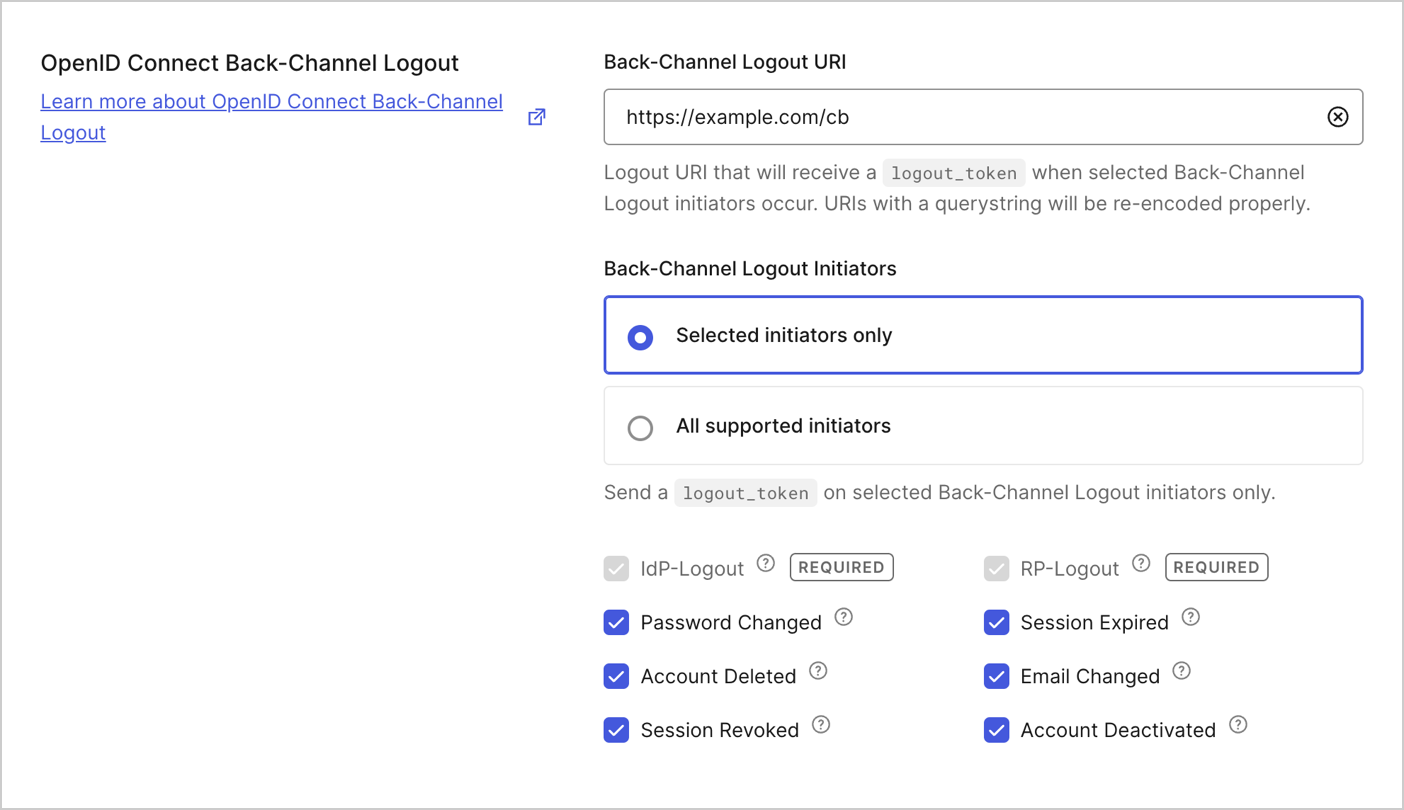 OpenID Connect Back-Channel Logout
Learn more about OpenID Connect Back-Channel
Logout
Back-Channel Logout URI
https://example.com/cb
Logout URI that will receive a logout_token when selected Back-Channel
Logout initiators occur. URIs with a querystring will be re-encoded properly.
Back-Channel Logout Initiators
Selected initiators only
All supported initiators
Send a logout_token on selected Back-Channel Logout initiators only.
IdP-Logout ? REQUIRED
RP-Logout ? REQUIRED
Password Changed ?
Session Expired ?
Account Deleted ?
Email Changed ?
Session Revoked ?
Account Deactivated ?